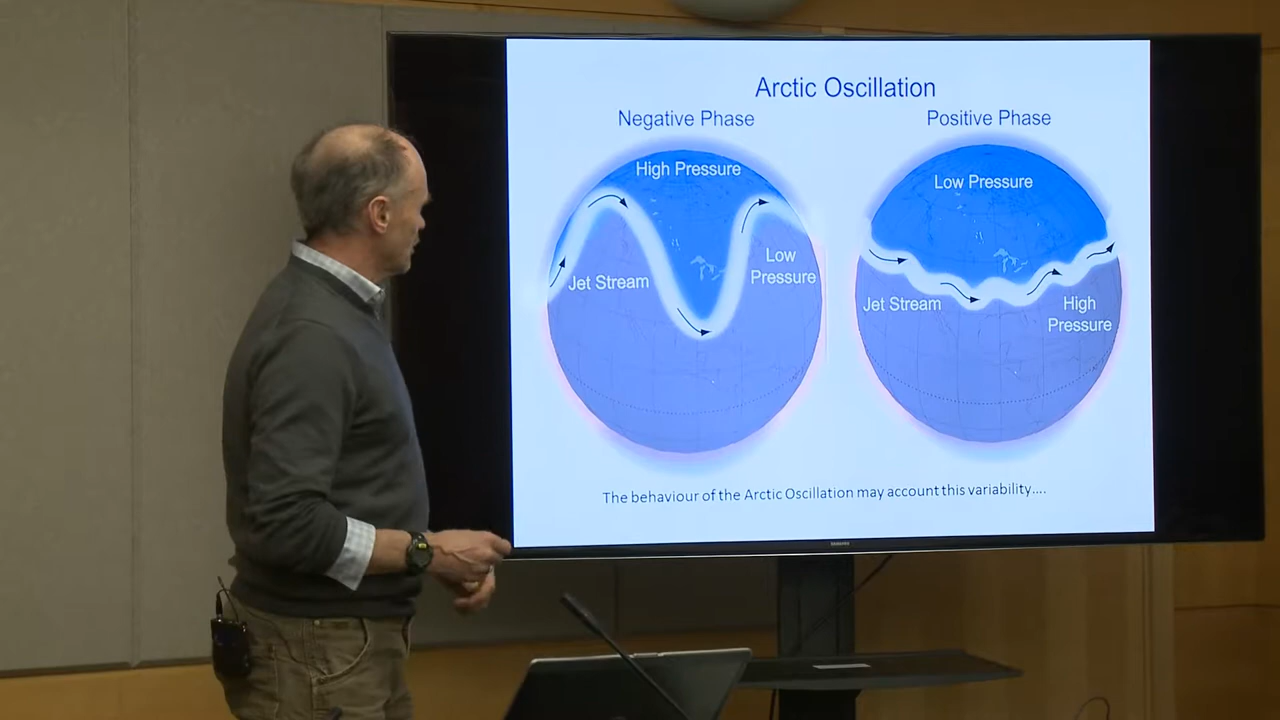 Arctic Oscillation
Negative Phase
Positive Phase
High Pressure
Low Pressure
Jet Stream
Low
Pressure
Jet Stream
High
Pressure
The behaviour of the Arctic Oscillation may account this variability....
SAMSUNG